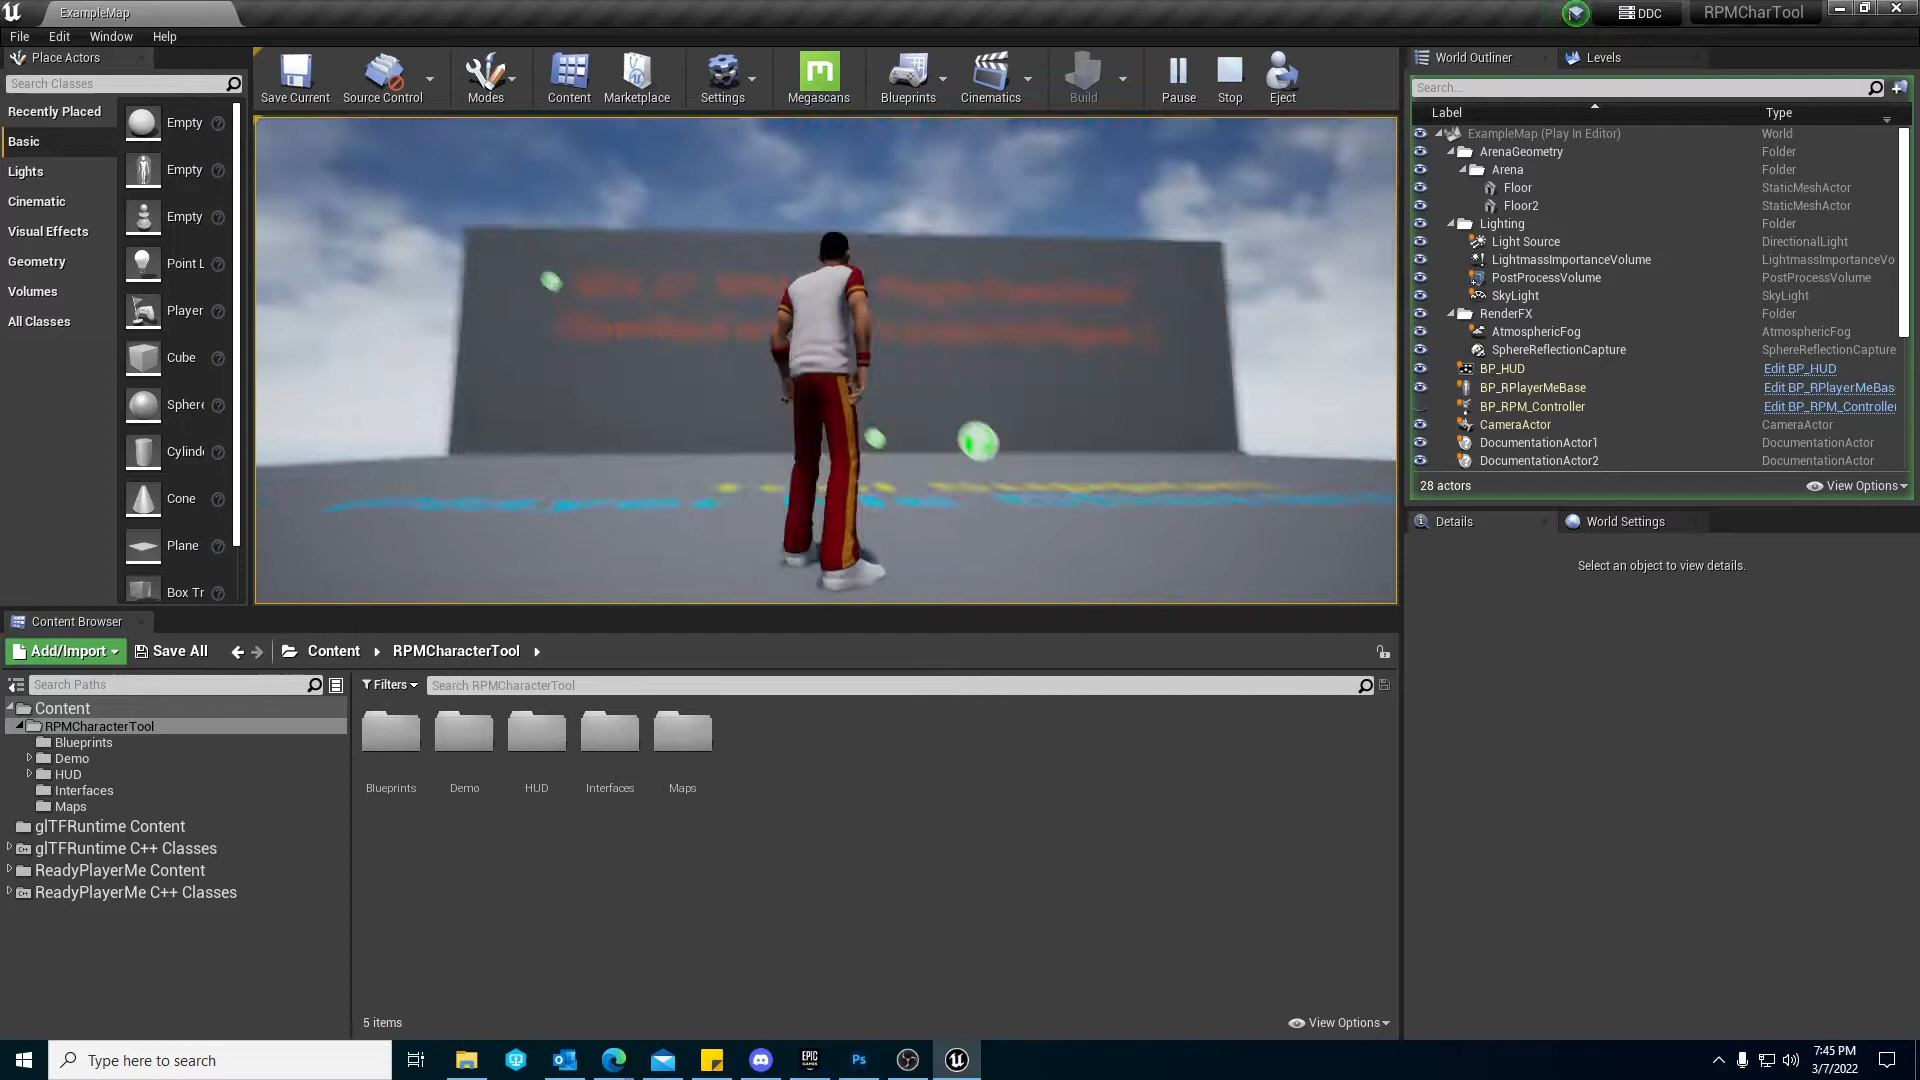 ExampleMap
DDC
RPMCharTool
File Edit Window Help
Place Actors
Search Classes
Recently Placed
Basic
Lights
Cinematic
Visual Effects
Geometry
Volumes
All Classes
Empty
Empty
Empty
Point L
Player
Cube
Sphere
Cylinde
Cone
Plane
Box Tr
Save Current
Source Control
Modes
Content
Marketplace
Settings
Megascans
Blueprints
Cinematics
Build
Pause
Stop
Eject
World Outliner
Levels
Search...
Label Type
ExampleMap (Play In Editor) World
ArenaGeometry Folder
Arena Folder
Floor StaticMeshActor
Floor2 StaticMeshActor
Lighting Folder
Light Source DirectionalLight
LightmassImportanceVolume LightmassImportanceVo
PostProcessVolume PostProcessVolume
SkyLight SkyLight
RenderFX Folder
AtmosphericFog AtmosphericFog
SphereReflectionCapture SphereReflectionCapture
BP_HUD Edit BP_HUD
BP_RPlayerMeBase Edit BP_RPlayerMeBas
BP_RPM_Controller Edit BP_RPM_Controller
CameraActor CameraActor
DocumentationActor1 DocumentationActor
DocumentationActor2 DocumentationActor
28 actors View Options
Details
World Settings
Select an object to view details.
Content Browser
Add/Import Save All Content RPMCharacterTool
Search Paths
Filters Search RPMCharacterTool
Content
RPMCharacterTool
Blueprints
Demo
HUD
Interfaces
Maps
glTFRuntime Content
glTFRuntime C++ Classes
ReadyPlayerMe Content
ReadyPlayerMe C++ Classes
Blueprints Demo HUD Interfaces Maps
5 items View Options
Type here to search
EPIC GAMES
Ps
7:45 PM
3/7/2022